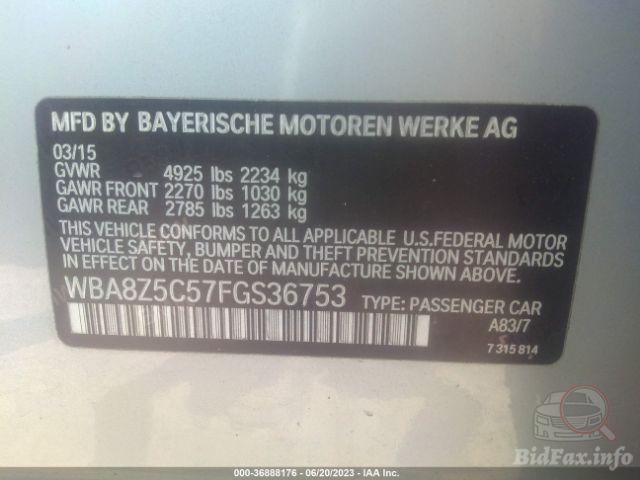 MFD BY BAYERISCHE MOTOREN WERKE AG
03/15
GVWR 4925 lbs 2234 kg
GAWR FRONT 2270 lbs 1030 kg
GAWR REAR 2785 lbs 1263 kg
THIS VEHICLE CONFORMS TO ALL APPLICABLE U.S.FEDERAL MOTOR
VEHICLE SAFETY, BUMPER AND THEFT PREVENTION STANDARDS
IN EFFECT ON THE DATE OF MANUFACTURE SHOWN ABOVE.
WBA8Z5C57FGS36753 TYPE: PASSENGER CAR
A83/7
7 315 814
BidFax.info
000-36888176 - 06/20/2023 - IAA Inc.